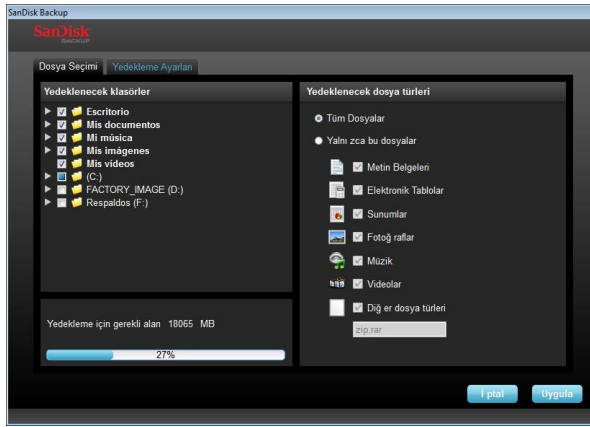 SanDisk Backup
SanDisk
BACKUP
Dosya Seçimi
Yedekleme Ayarları
Yedeklenecek klasörler
Escritorio
Mis documentos
Mi música
Mis imágenes
Mis vídeos
(C:)
FACTORY_IMAGE (D:)
Respaldos (F:)
Yedekleme için gerekli alan 18065 MB
27%
Yedeklenecek dosya türleri
Tüm Dosyalar
Yalnı zca bu dosyalar
Metin Belgeleri
Elektronik Tablolar
Sunumlar
Fotoğ raflar
Müzik
Videolar
Diğ er dosya türleri
zip,rar
İ ptal
Uygula